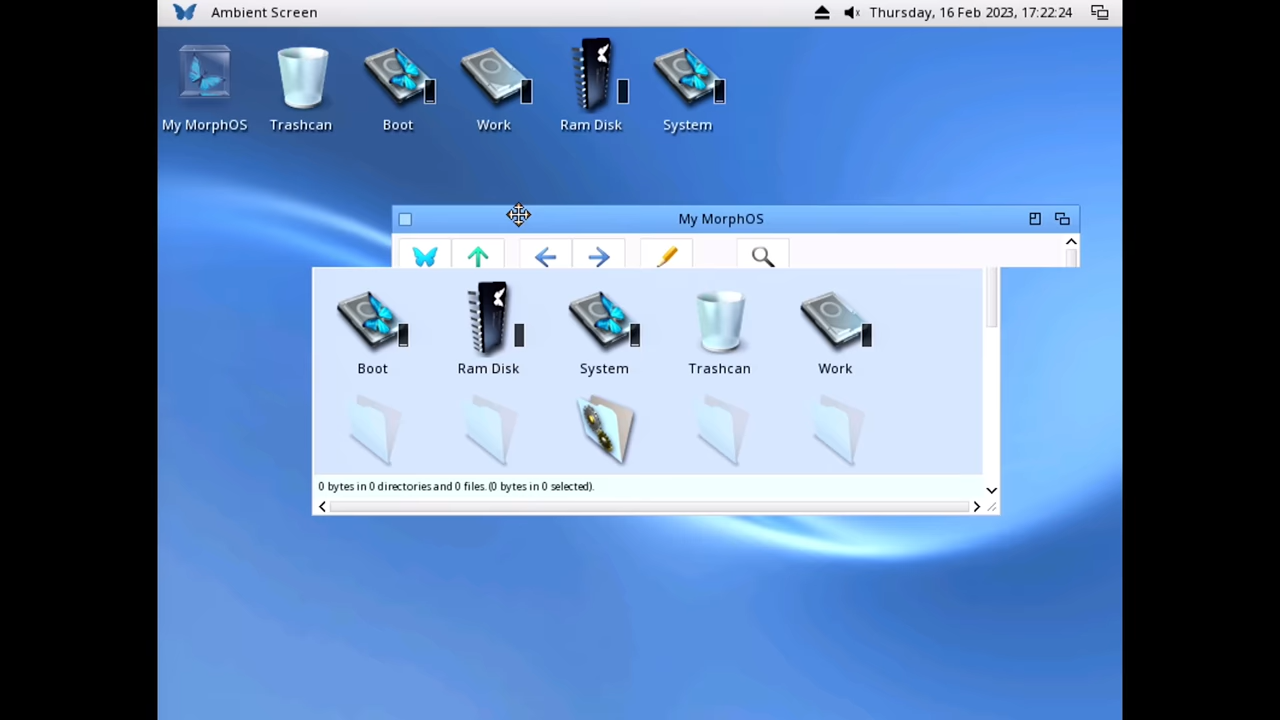 Ambient Screen
Thursday, 16 Feb 2023, 17:22:24
My MorphOS
Trashcan
Boot
Work
Ram Disk
System
My MorphOS
Boot
Ram Disk
System
Trashcan
Work
0 bytes in 0 directories and 0 files. (0 bytes in 0 selected).